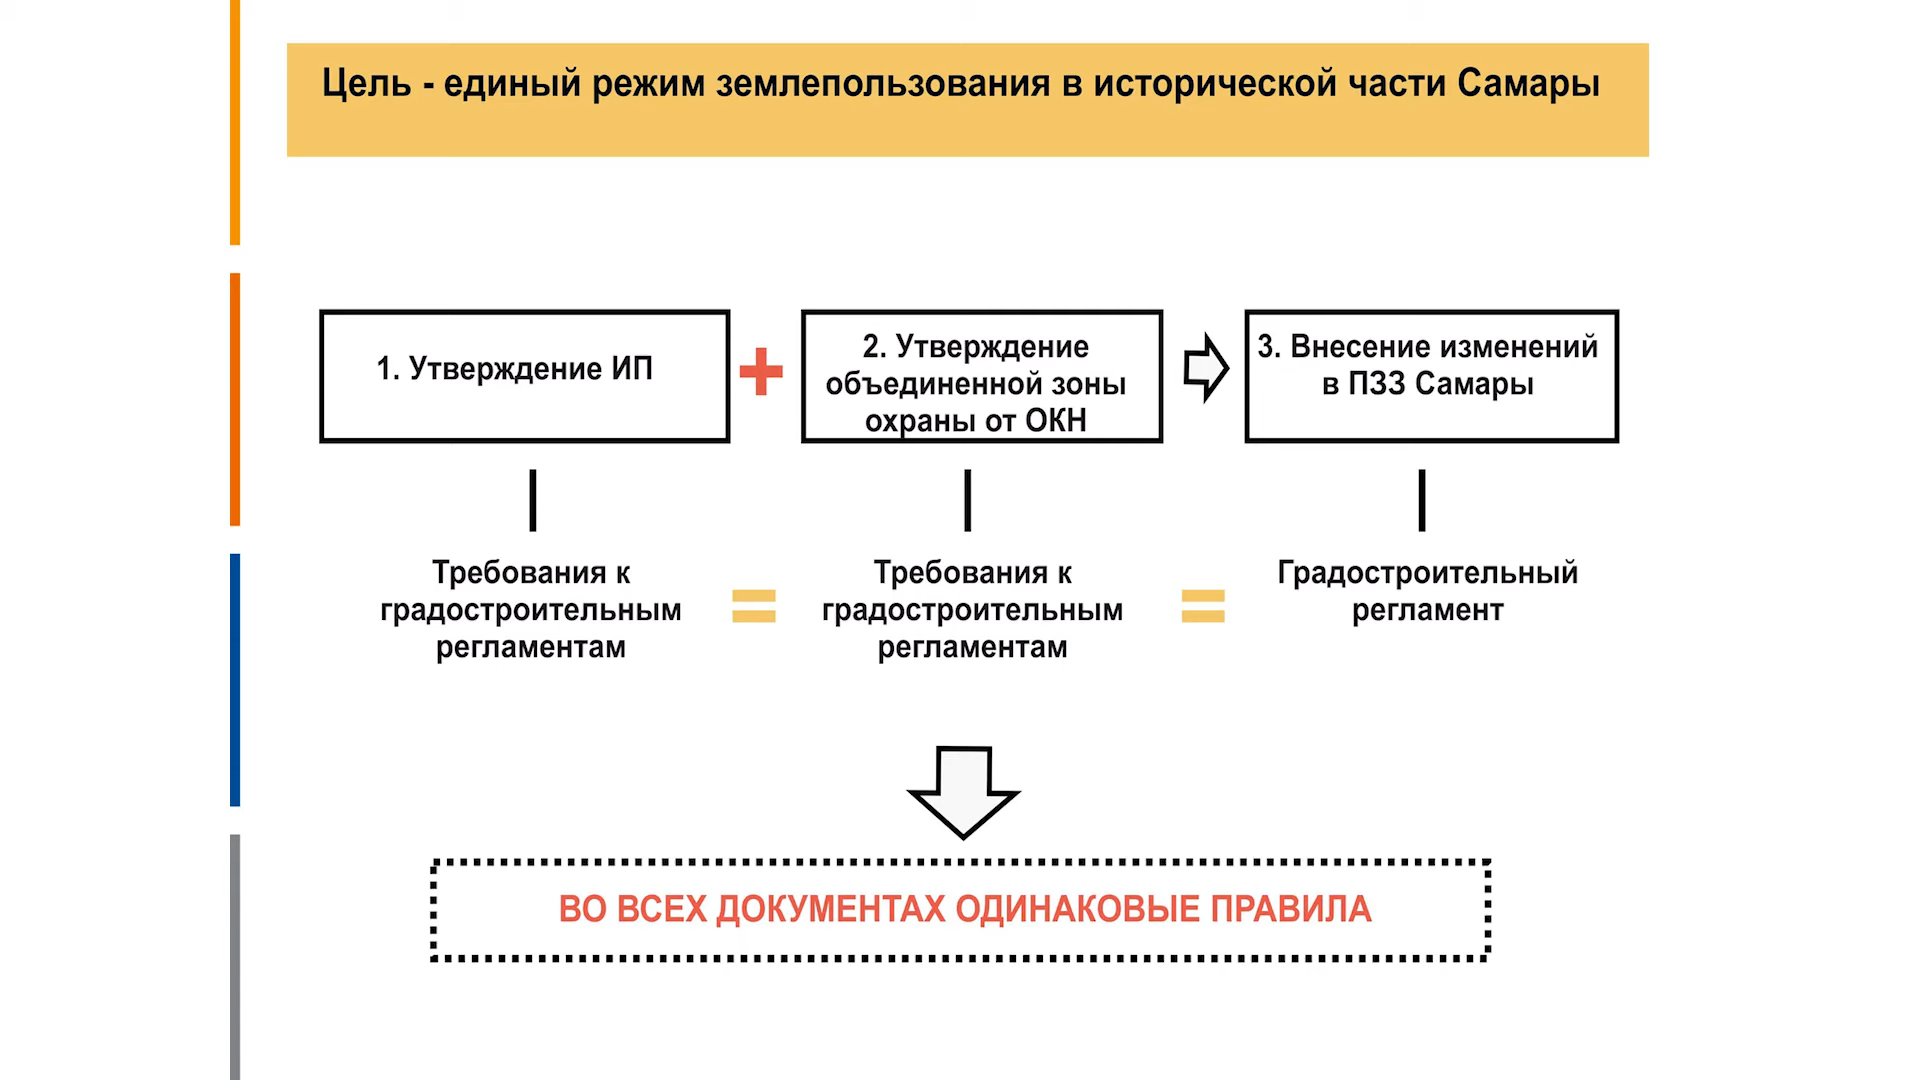 Цель - единый режим землепользования в исторической части Самары
1. Утверждение ИП
+
2. Утверждение
объединенной зоны
охраны от ОКН
3. Внесение изменений
в ПЗЗ Самары
Требования к
градостроительным
регламентам
=
Требования к
градостроительным
регламентам
=
Градостроительный
регламент
ВО ВСЕХ ДОКУМЕНТАХ ОДИНАКОВЫЕ ПРАВИЛА